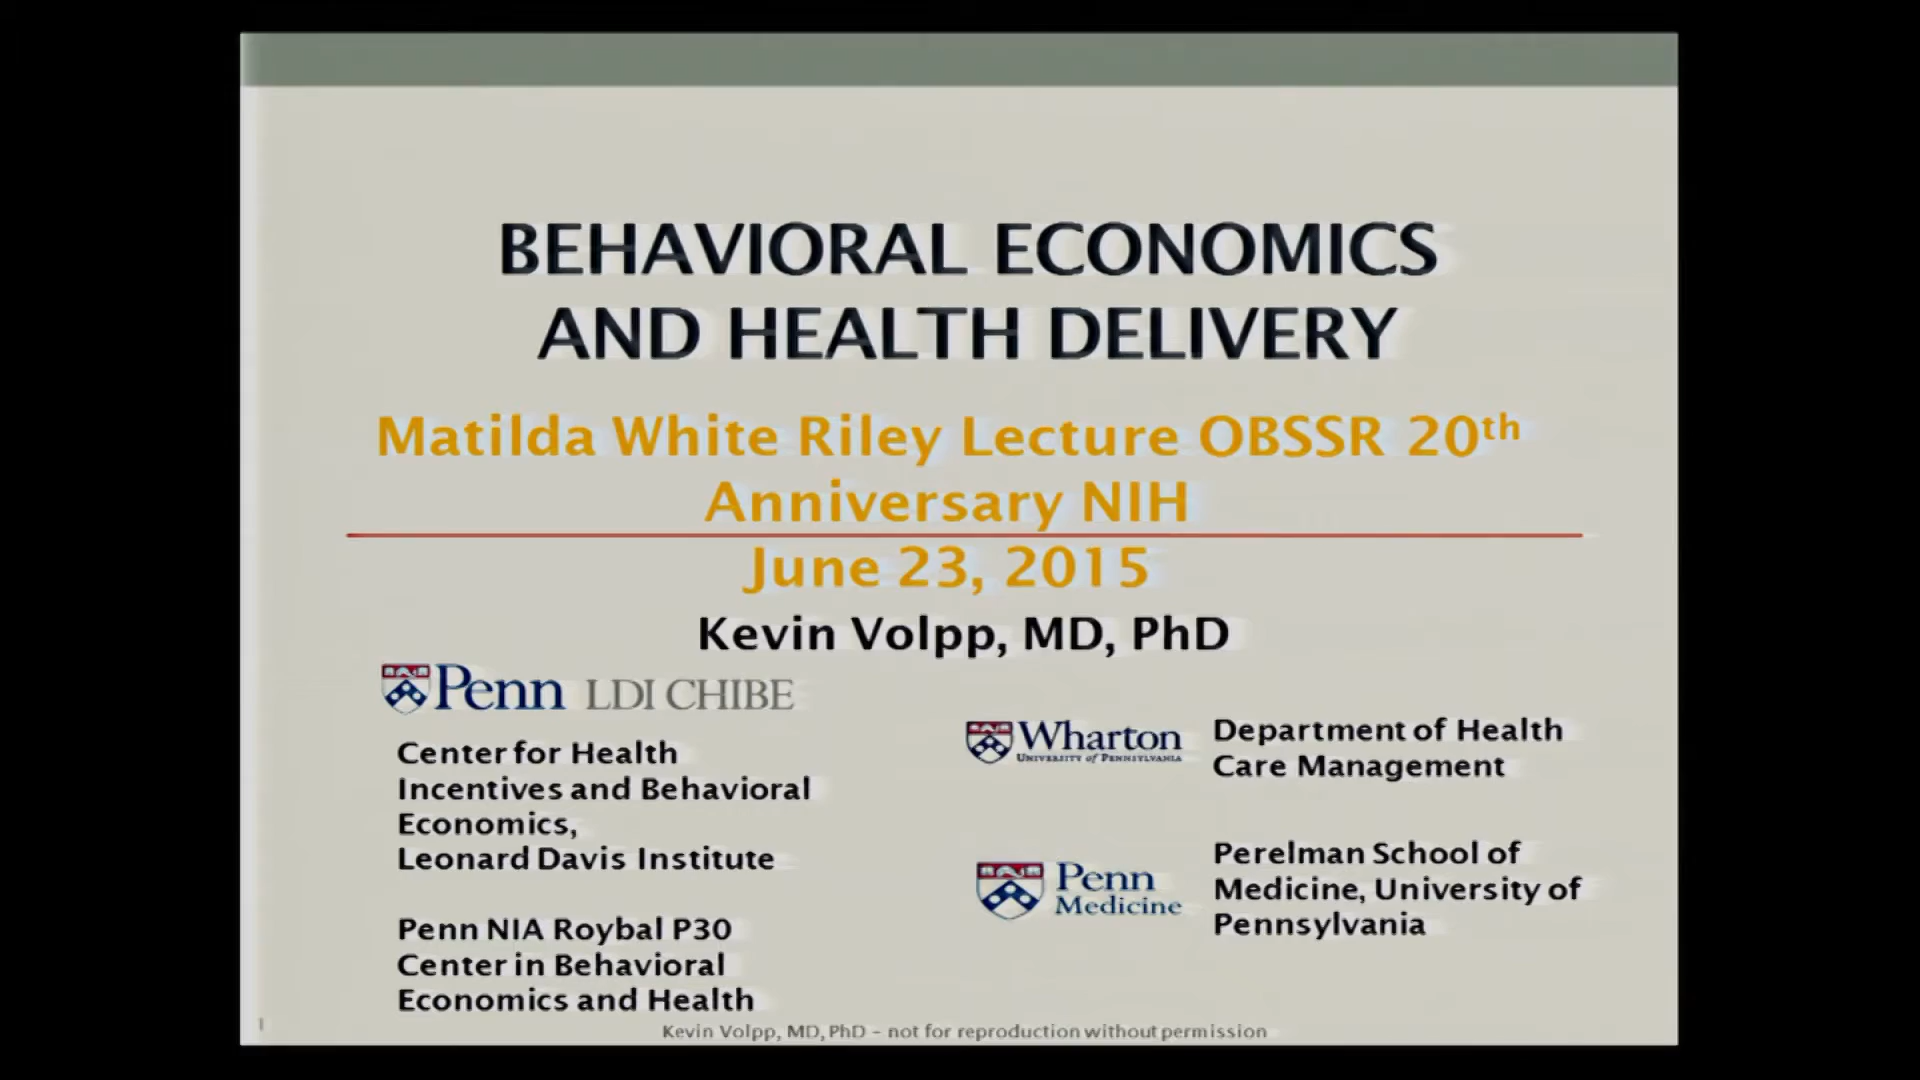 BEHAVIORAL ECONOMICS
AND HEALTH DELIVERY
Matilda White Riley Lecture OBSSR 20th
Anniversary NIH
June 23, 2015
Kevin Volpp, MD, PhD
Penn LDI CHIBE
Center for Health
Incentives and Behavioral
Economics,
Leonard Davis Institute
Penn NIA Roybal P30
Center in Behavioral
Economics and Health
Wharton
UNIVERSITY of PENNSYLVANIA
Department of Health
Care Management
Penn
Medicine
Perelman School of
Medicine, University of
Pennsylvania
1
Kevin Volpp, MD, PhD – not for reproduction without permission